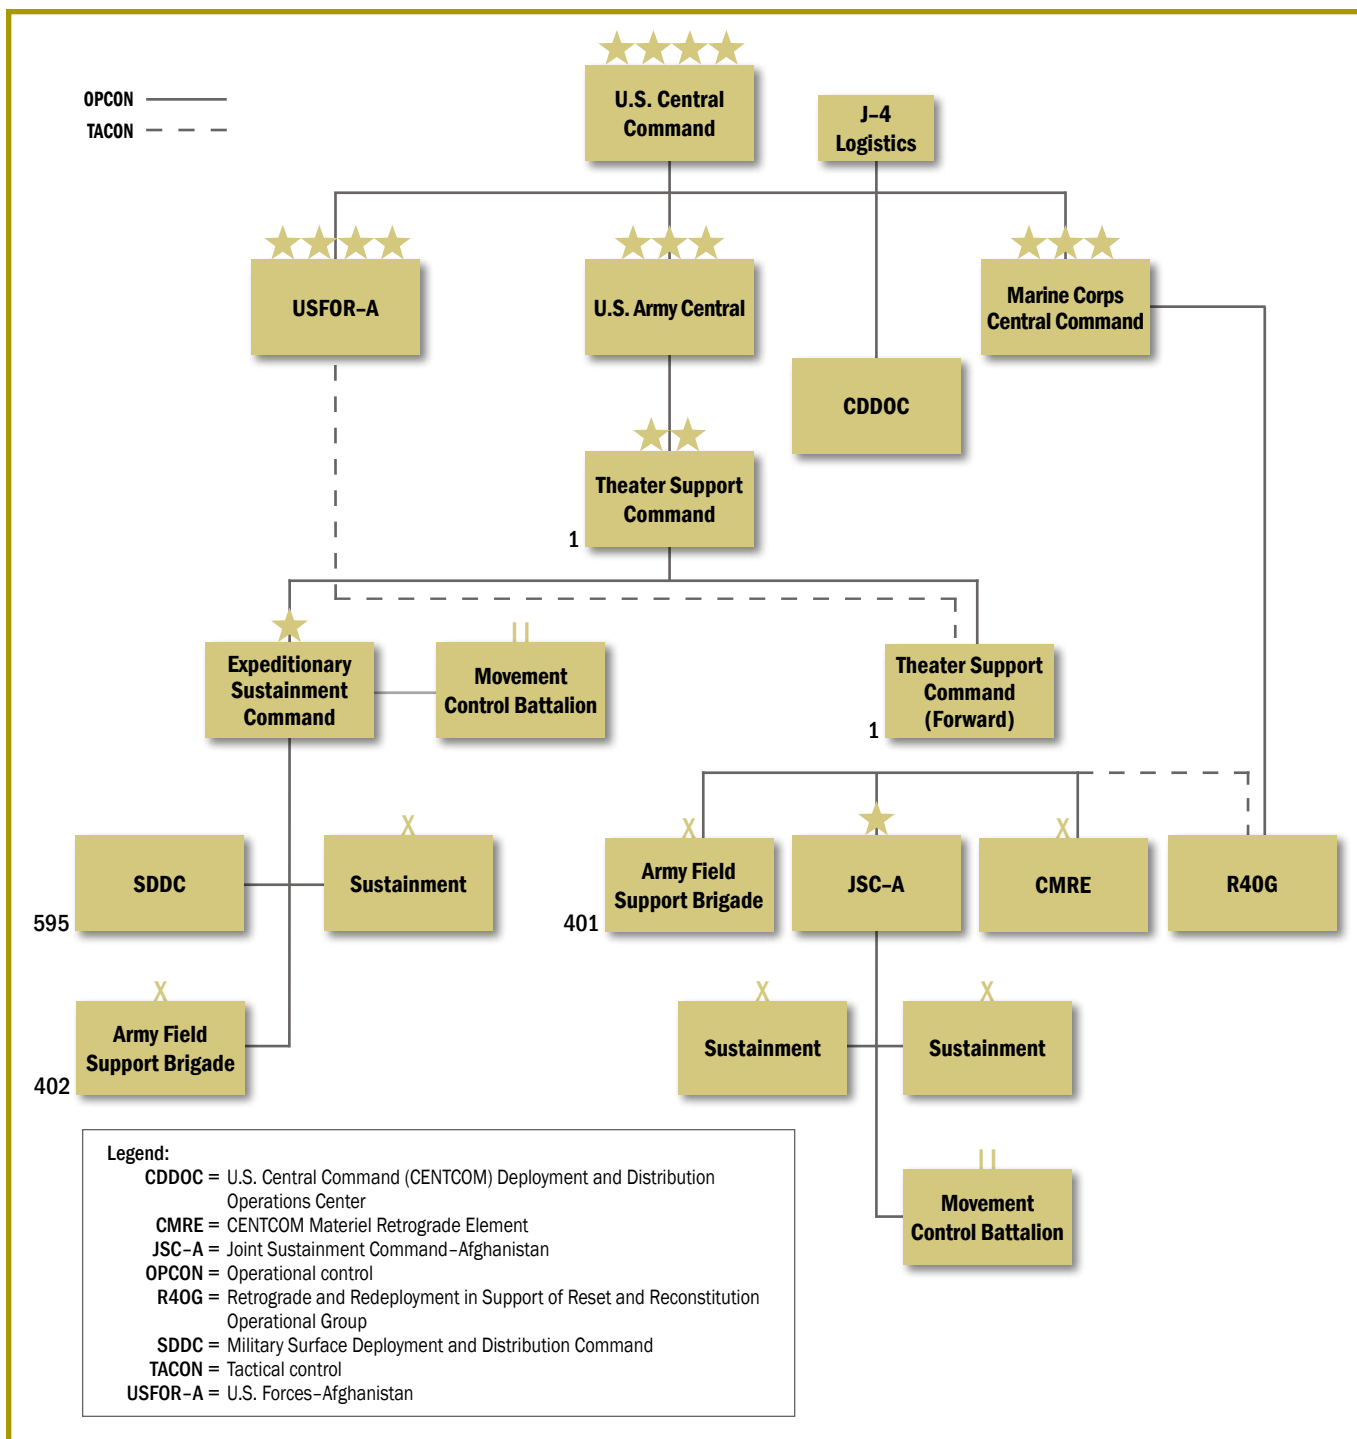 OPCON
TACON
U.S. Central
Command
J–4
Logistics
USFOR–A
U.S. Army Central
Marine Corps
Central Command
CDDOC
Theater Support
Command
1
Expeditionary
Sustainment
Command
Movement
Control Battalion
Theater Support
Command
(Forward)
1
SDDC
595
X
Sustainment
X
Army Field
Support Brigade
401
JSC–A
X
CMRE
R4OG
X
Army Field
Support Brigade
402
X
Sustainment
X
Sustainment
Movement
Control Battalion
Legend:
CDDOC = U.S. Central Command (CENTCOM) Deployment and Distribution
Operations Center
CMRE = CENTCOM Materiel Retrograde Element
JSC–A = Joint Sustainment Command–Afghanistan
OPCON = Operational control
R4OG = Retrograde and Redeployment in Support of Reset and Reconstitution
Operational Group
SDDC = Military Surface Deployment and Distribution Command
TACON = Tactical control
USFOR–A = U.S. Forces–Afghanistan